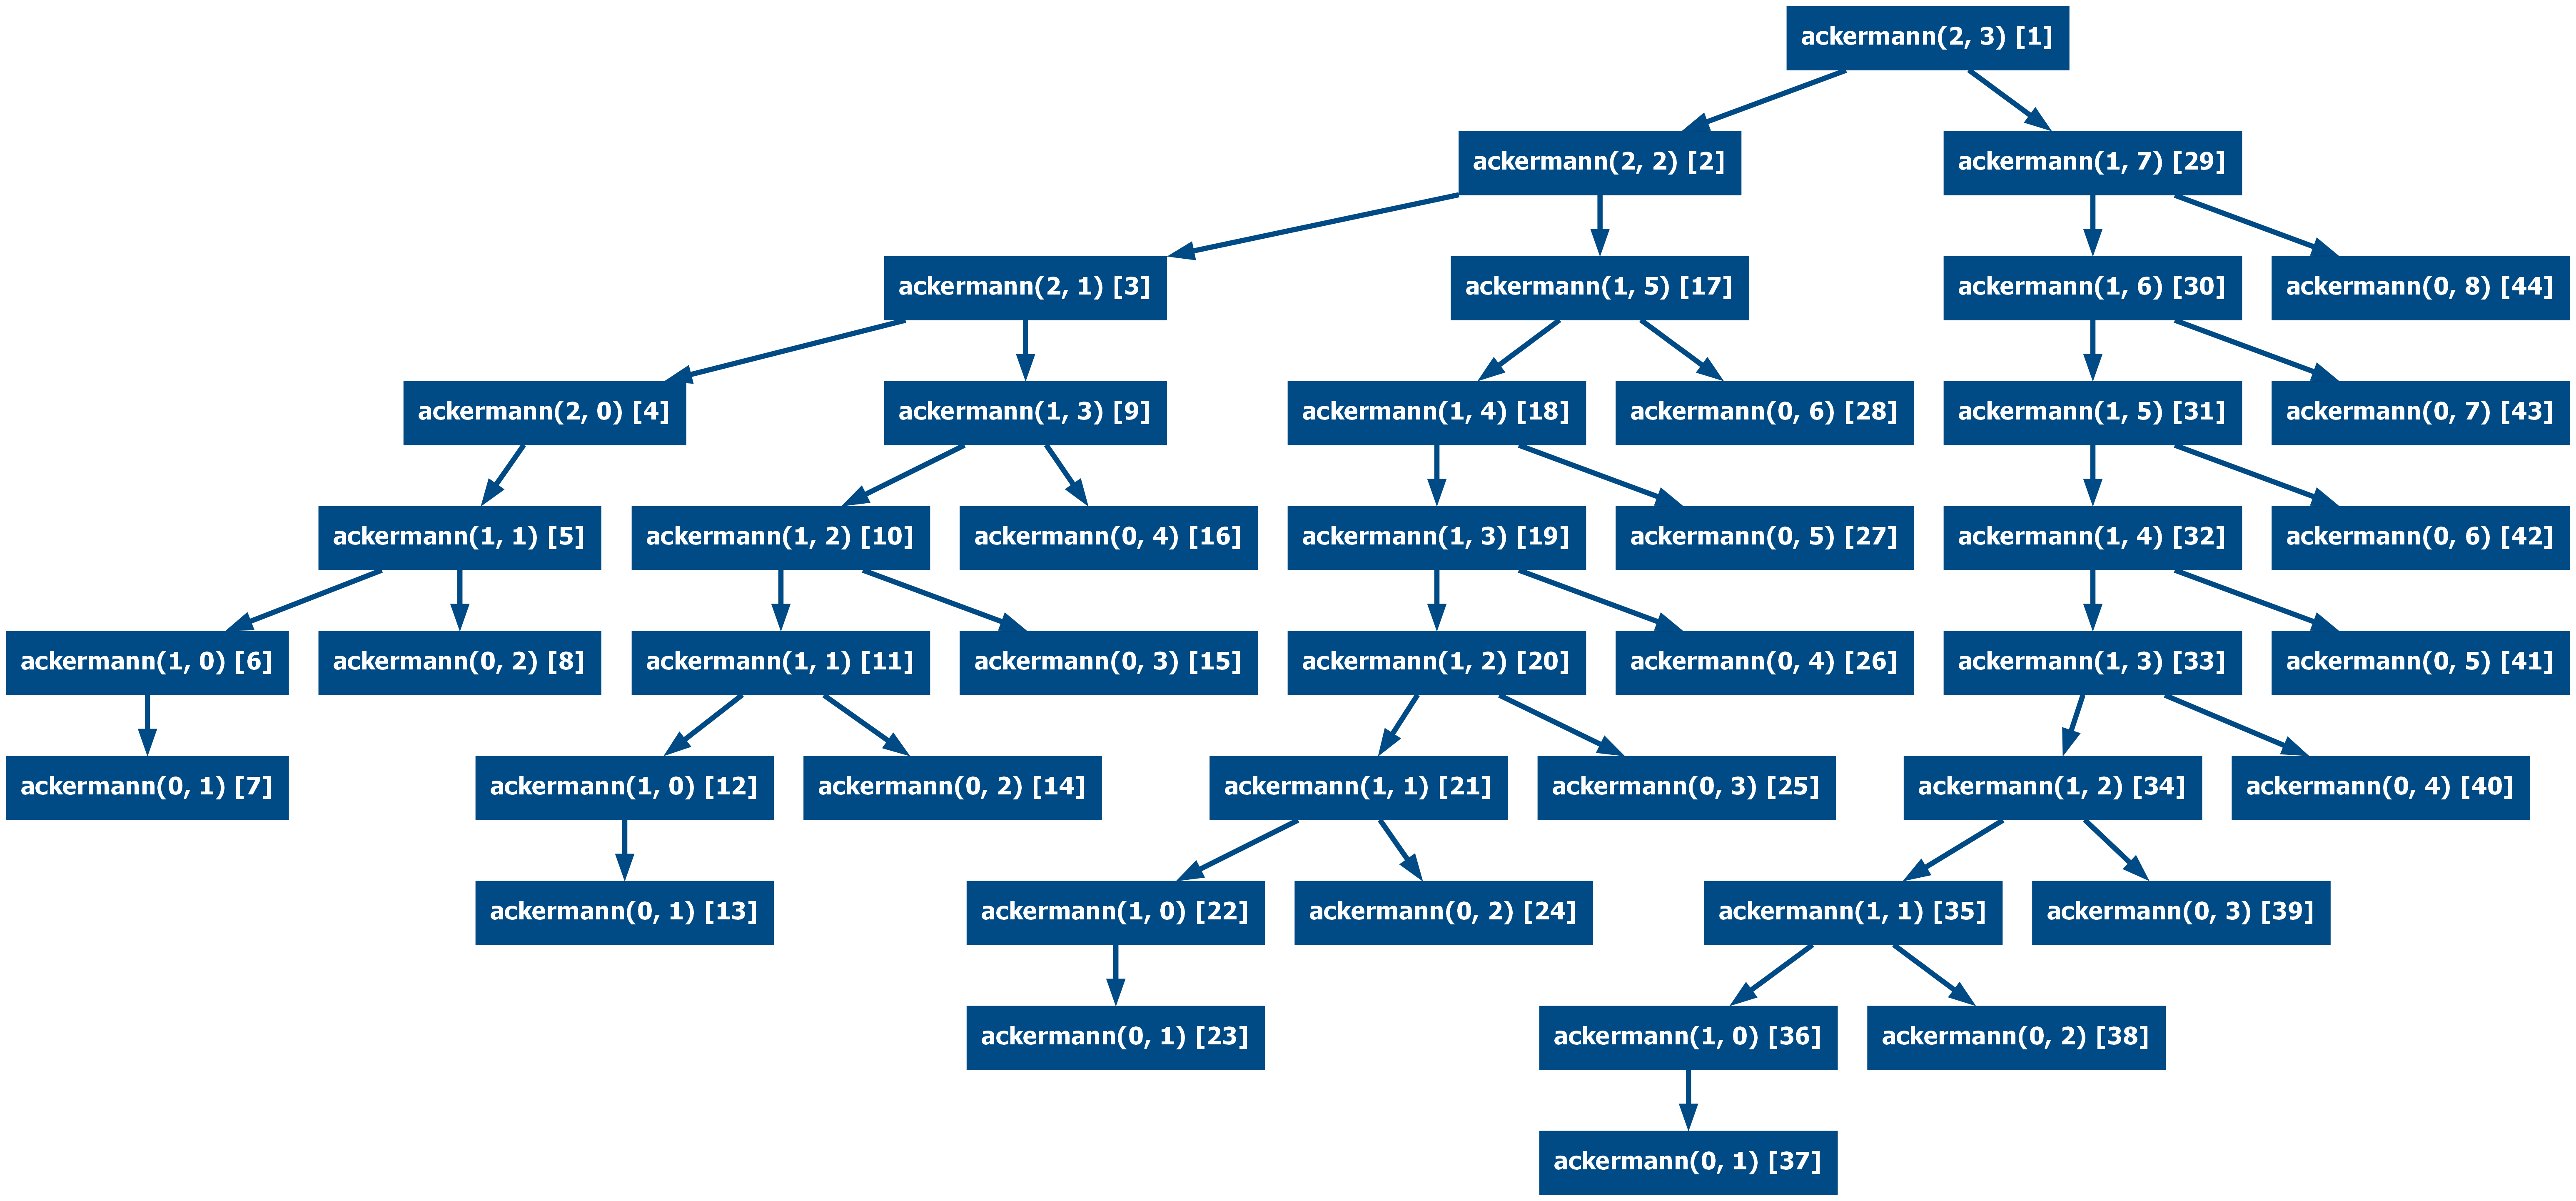 ackermann(2, 3) [1]
ackermann(2, 2) [2]
ackermann(1, 7) [29]
ackermann(2, 1) [3]
ackermann(1, 5) [17]
ackermann(1, 6) [30]
ackermann(0, 8) [44]
ackermann(2, 0) [4]
ackermann(1, 3) [9]
ackermann(1, 4) [18]
ackermann(0, 6) [28]
ackermann(1, 5) [31]
ackermann(0, 7) [43]
ackermann(1, 1) [5]
ackermann(1, 2) [10]
ackermann(0, 4) [16]
ackermann(1, 3) [19]
ackermann(0, 5) [27]
ackermann(1, 4) [32]
ackermann(0, 6) [42]
ackermann(1, 0) [6]
ackermann(0, 2) [8]
ackermann(1, 1) [11]
ackermann(0, 3) [15]
ackermann(1, 2) [20]
ackermann(0, 4) [26]
ackermann(1, 3) [33]
ackermann(0, 5) [41]
ackermann(0, 1) [7]
ackermann(1, 0) [12]
ackermann(0, 2) [14]
ackermann(1, 1) [21]
ackermann(0, 3) [25]
ackermann(1, 2) [34]
ackermann(0, 4) [40]
ackermann(0, 1) [13]
ackermann(1, 0) [22]
ackermann(0, 2) [24]
ackermann(1, 1) [35]
ackermann(0, 3) [39]
ackermann(0, 1) [23]
ackermann(1, 0) [36]
ackermann(0, 2) [38]
ackermann(0, 1) [37]